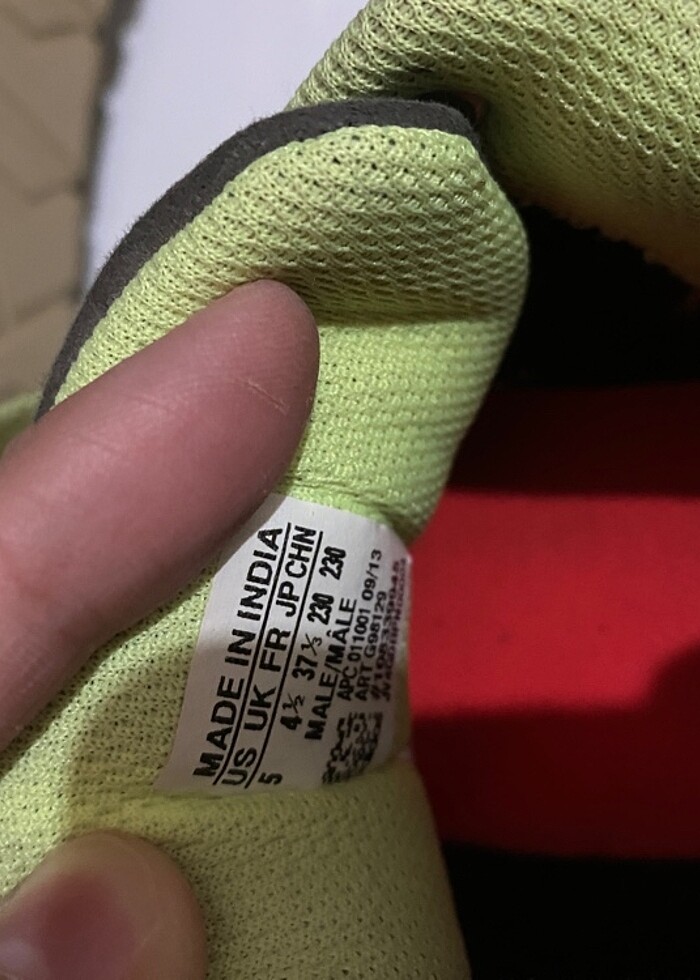 MADE IN INDIA
US UK FR JP CHN
5 4½ 37⅓ 230 230
MALE/MÂLE
APC 011001 09/13
ART G98129